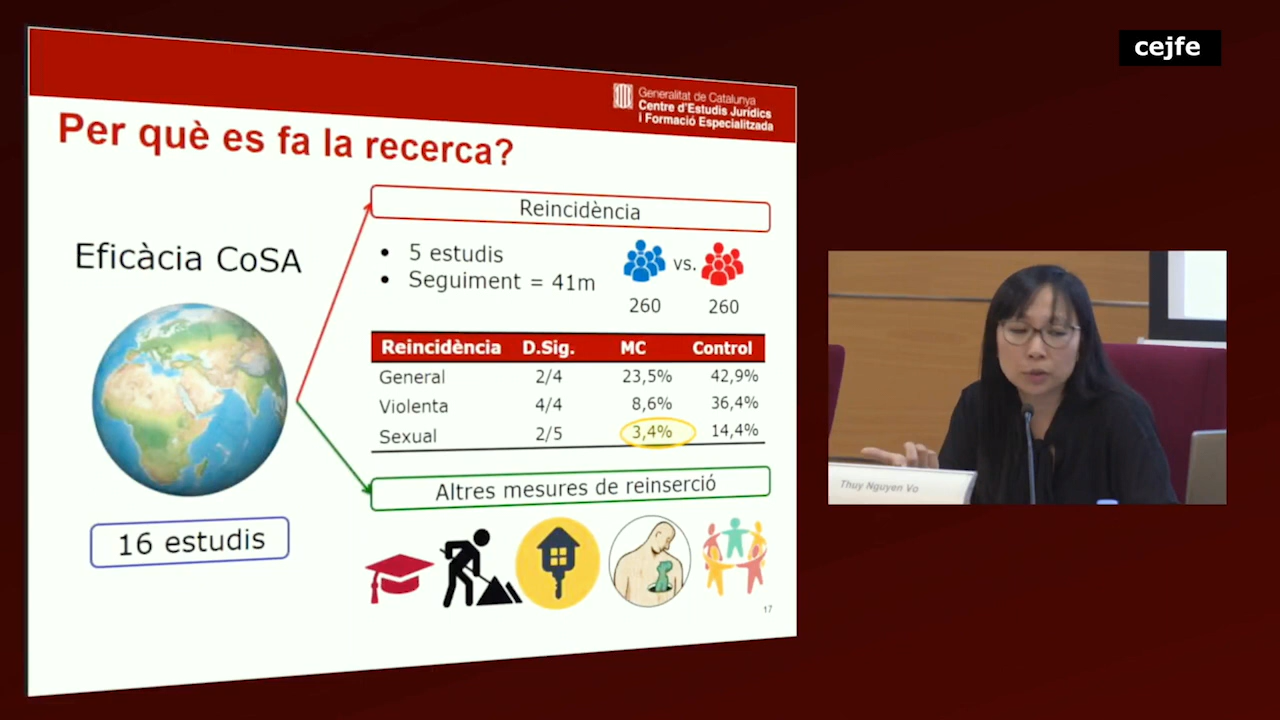 cejfe
Generalitat de Catalunya
Centre d'Estudis Jurídics
i Formació Especialitzada
Per què es fa la recerca?
Eficàcia CoSA
16 estudis
Reincidència
• 5 estudis
• Seguiment = 41m
vs.
260 260
Reincidència D.Sig. MC Control
General 2/4 23,5% 42,9%
Violenta 4/4 8,6% 36,4%
Sexual 2/5 3,4% 14,4%
Altres mesures de reinserció
17
Thuy Nguyen Vo